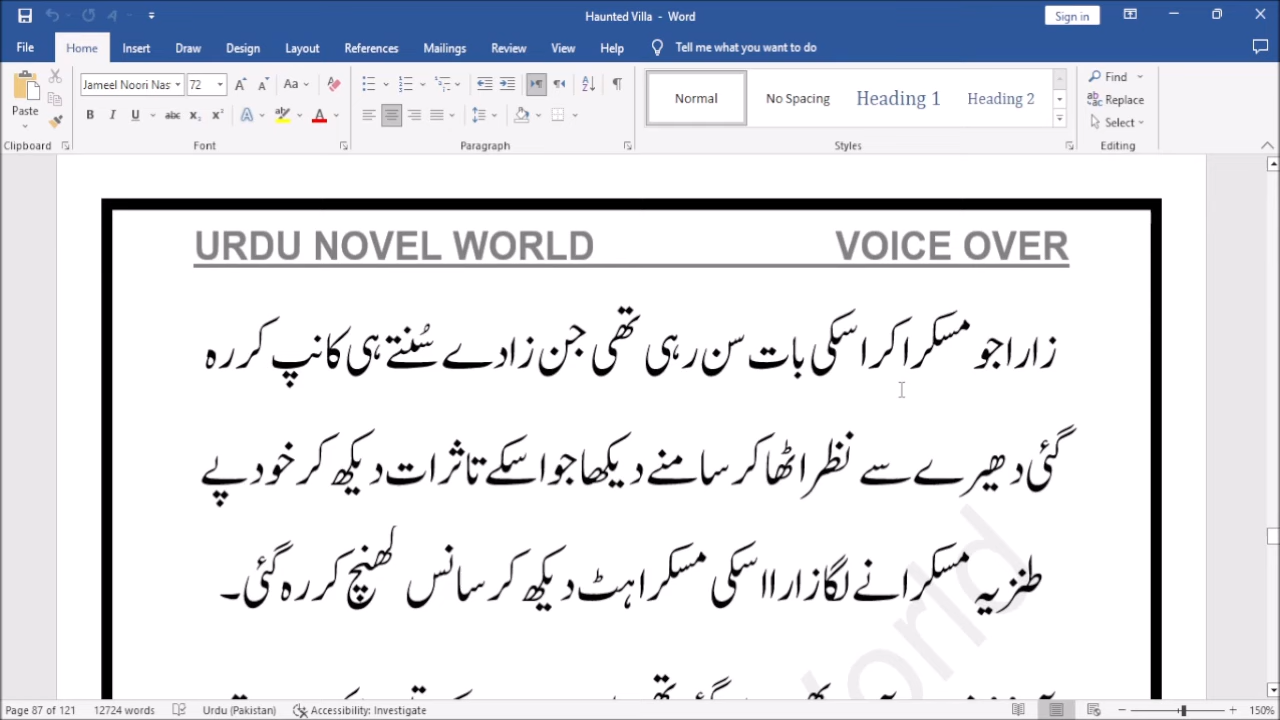 Haunted Villa - Word
Sign in
File Home Insert Draw Design Layout References Mailings Review View Help Tell me what you want to do
Jameel Noori Nas 72
Paste
Normal No Spacing Heading 1 Heading 2
Find
Replace
Select
Clipboard Font Paragraph Styles Editing
URDU NOVEL WORLD VOICE OVER
زارا جو مسکرا کر اسکی بات سن رہی تھی جن زادے سُنتے ہی کانپ کر رہ
گئی دھیرے سے نظر اٹھا کر سامنے دیکھا جو اسکے تاثرات دیکھ کر خود پے
طنزیہ مسکرانے لگا زارا اسکی مسکراہٹ دیکھ کر سانس کھینچ کر رہ گئی۔
World
Page 87 of 121 12724 words Urdu (Pakistan) Accessibility: Investigate 150%